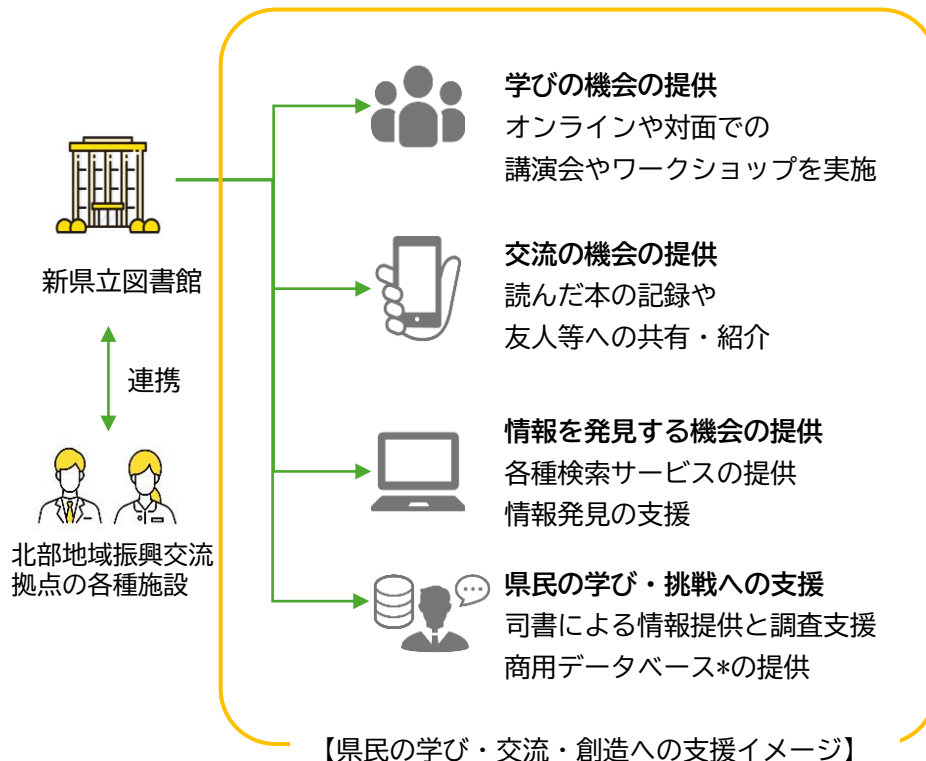 新県立図書館
連携
北部地域振興交流
拠点の各種施設
学びの機会の提供
オンラインや対面での
講演会やワークショップを実施
交流の機会の提供
読んだ本の記録や
友人等への共有・紹介
情報を発見する機会の提供
各種検索サービスの提供
情報発見の支援
県民の学び・挑戦への支援
司書による情報提供と調査支援
商用データベース*の提供
【県民の学び・交流・創造への支援イメージ】